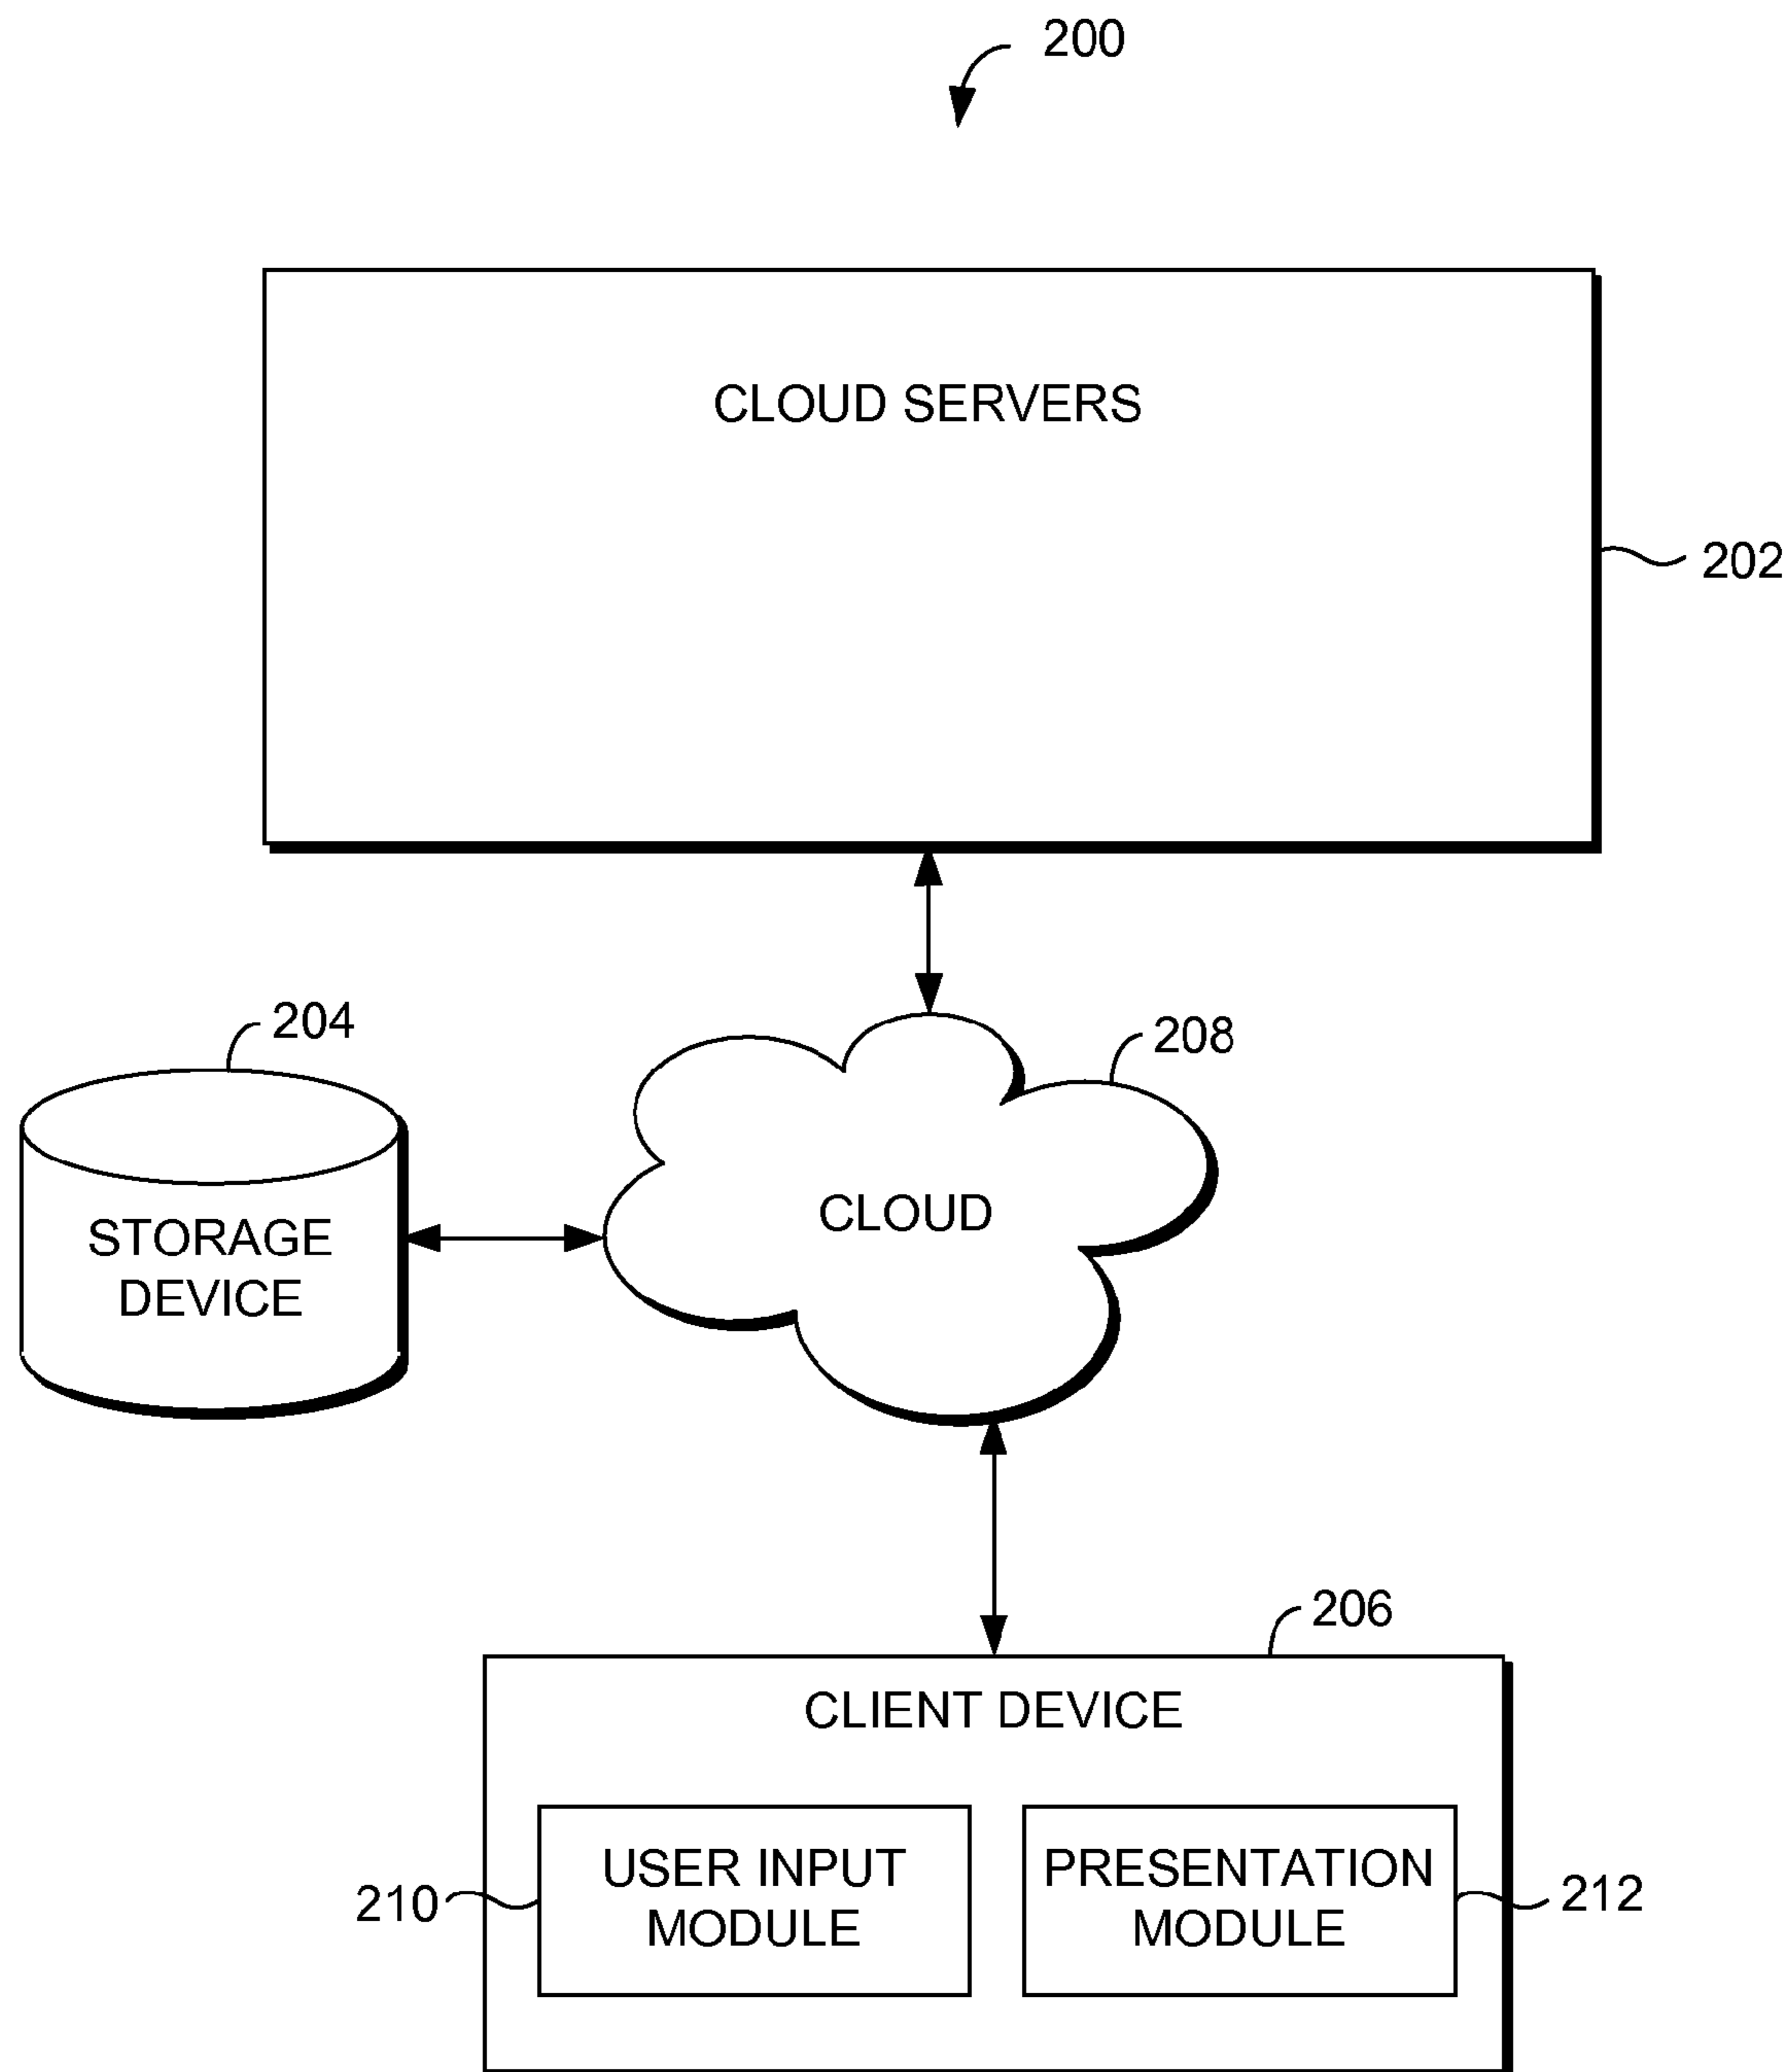 200
CLOUD SERVERS
202
204
208
STORAGE
DEVICE
CLOUD
206
CLIENT DEVICE
USER INPUT
MODULE
PRESENTATION
MODULE
210
212